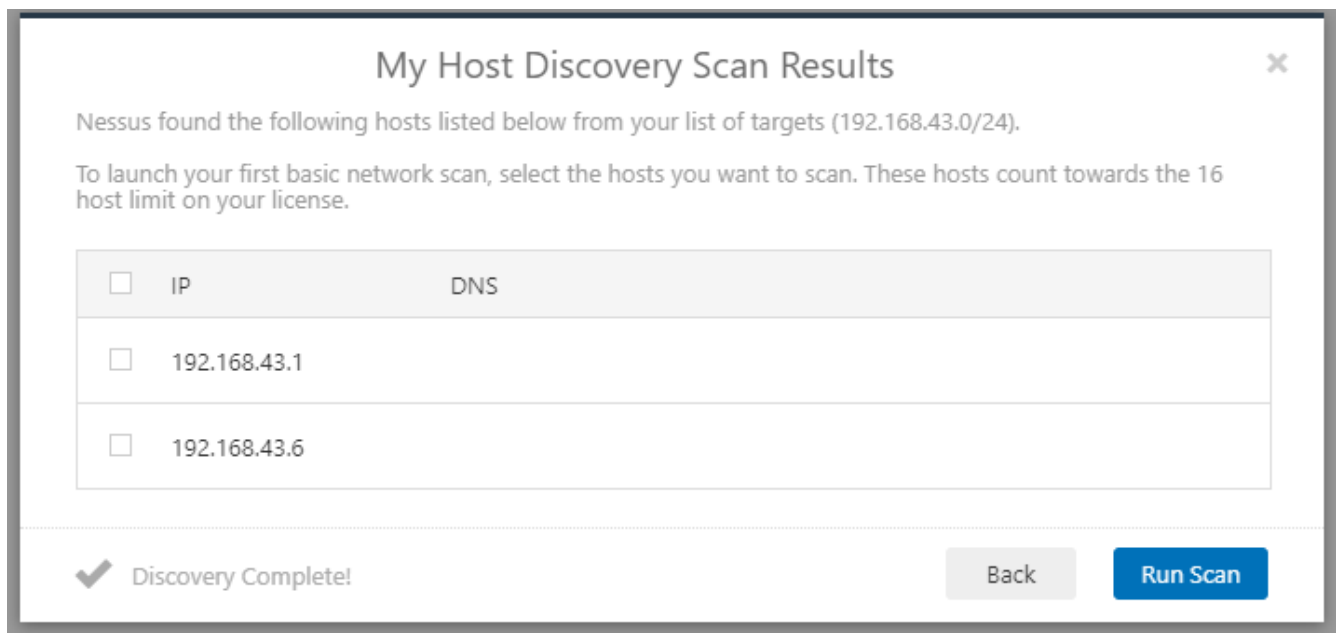 My Host Discovery Scan Results
Nessus found the following hosts listed below from your list of targets (192.168.43.0/24).
To launch your first basic network scan, select the hosts you want to scan. These hosts count towards the 16
host limit on your license.
IP DNS
192.168.43.1
192.168.43.6
Discovery Complete! Back Run Scan